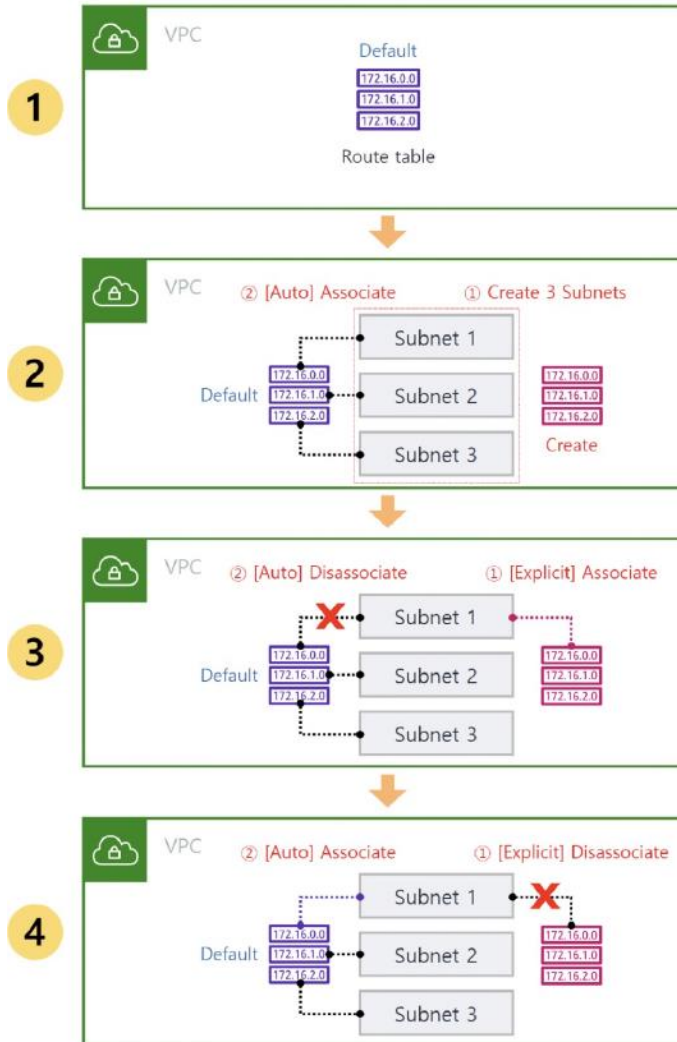 1
VPC
Default
172.16.0.0
172.16.1.0
172.16.2.0
Route table
2
VPC
② [Auto] Associate
① Create 3 Subnets
Subnet 1
Subnet 2
Subnet 3
Default
172.16.0.0
172.16.1.0
172.16.2.0
172.16.0.0
172.16.1.0
172.16.2.0
Create
3
VPC
② [Auto] Disassociate
① [Explicit] Associate
Subnet 1
Subnet 2
Subnet 3
Default
172.16.0.0
172.16.1.0
172.16.2.0
172.16.0.0
172.16.1.0
172.16.2.0
4
VPC
② [Auto] Associate
① [Explicit] Disassociate
Subnet 1
Subnet 2
Subnet 3
Default
172.16.0.0
172.16.1.0
172.16.2.0
172.16.0.0
172.16.1.0
172.16.2.0